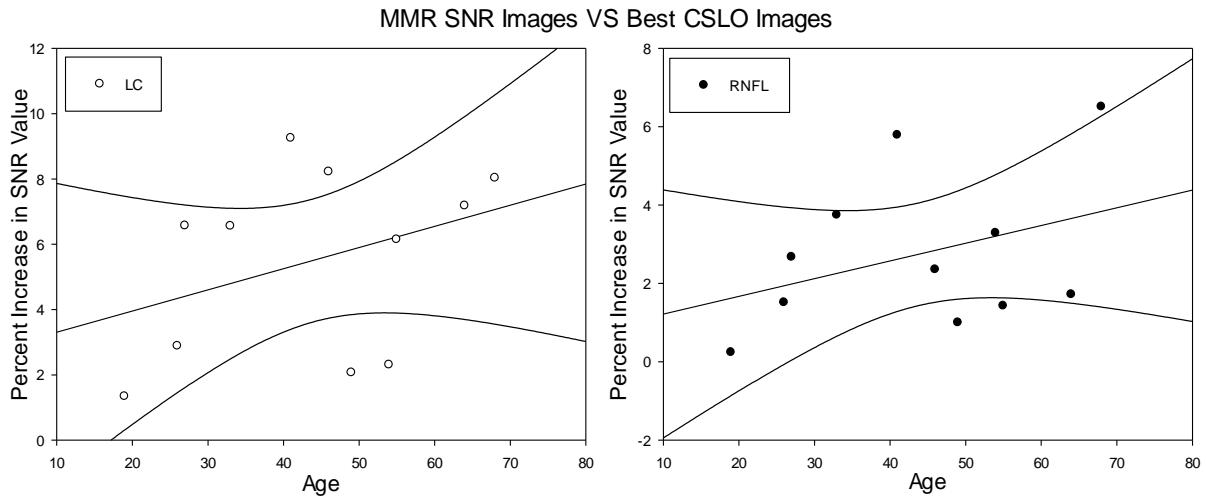 MMR SNR Images VS Best CSLO Images
Percent Increase in SNR Value
12
10
8
6
4
2
0
LC
10 20 30 40 50 60 70 80
Age
Percent Increase in SNR Value
8
6
4
2
0
-2
RNFL
10 20 30 40 50 60 70 80
Age